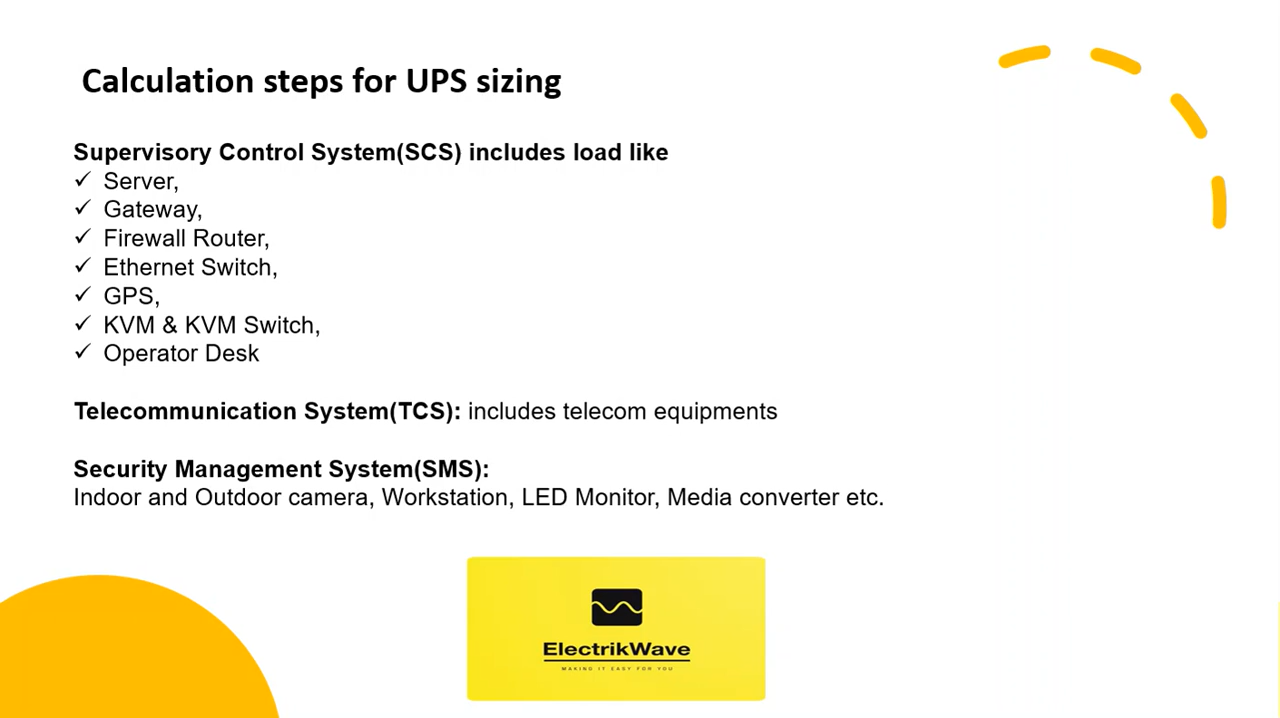 Calculation steps for UPS sizing
Supervisory Control System(SCS) includes load like
✓ Server,
✓ Gateway,
✓ Firewall Router,
✓ Ethernet Switch,
✓ GPS,
✓ KVM & KVM Switch,
✓ Operator Desk
Telecommunication System(TCS): includes telecom equipments
Security Management System(SMS):
Indoor and Outdoor camera, Workstation, LED Monitor, Media converter etc.
ElectrikWave
MAKING IT EASY FOR YOU